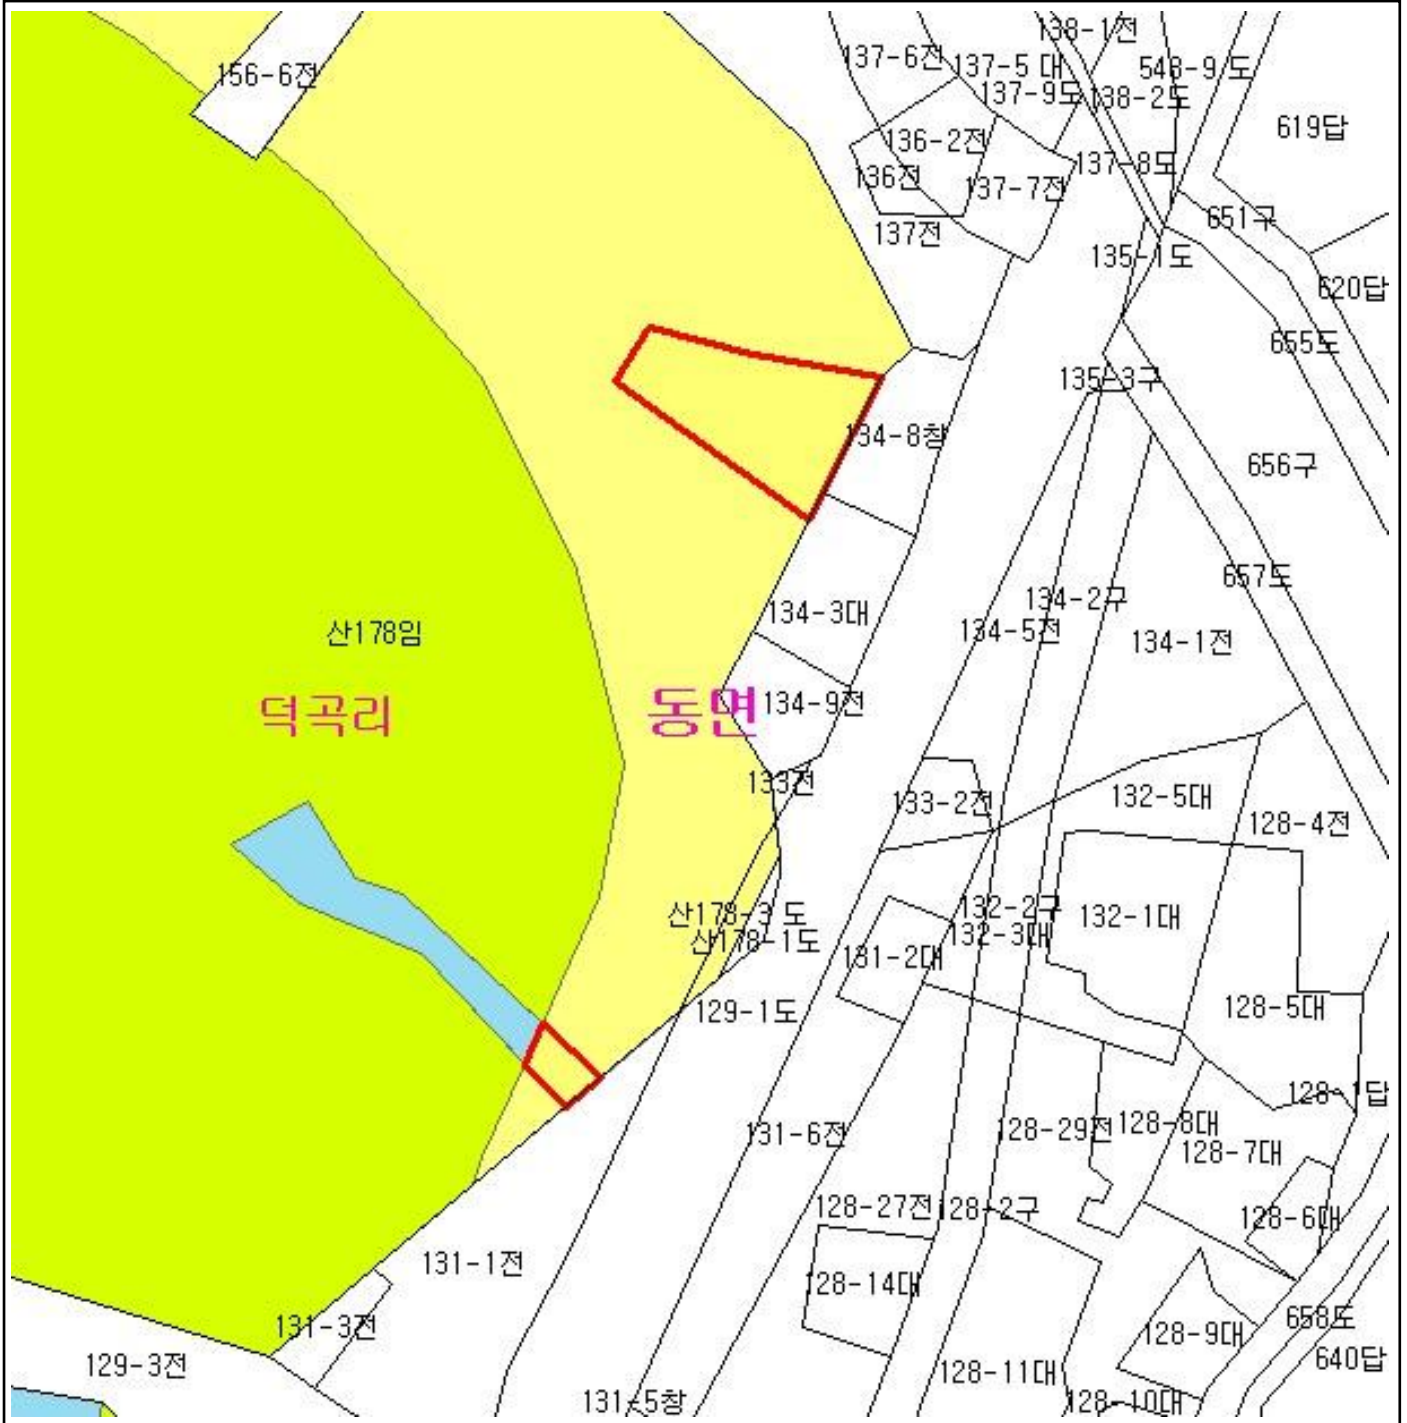 138-1전
137-6전
137-5 대
548-9 도
156-6전
137-9도
138-2도
619답
136-2전
137-8도
136전
137-7전
651구
137전
135-1도
620답
655도
135-3구
134-8창
656구
657도
134-2구
134-3대
134-5전
산178임
134-1전
덕곡리
동면
134-9전
133전
132-5대
133-2전
128-4전
132-2구
산178-3 도
132-1대
132-3대
산178-1도
131-2대
129-1도
128-5대
128-1답
131-6전
128-29전
128-8대
128-7대
128-27전
128-2구
128-6대
131-1전
128-14대
131-3전
658도
128-9대
129-3전
640답
128-11대
131-5창
128-10대